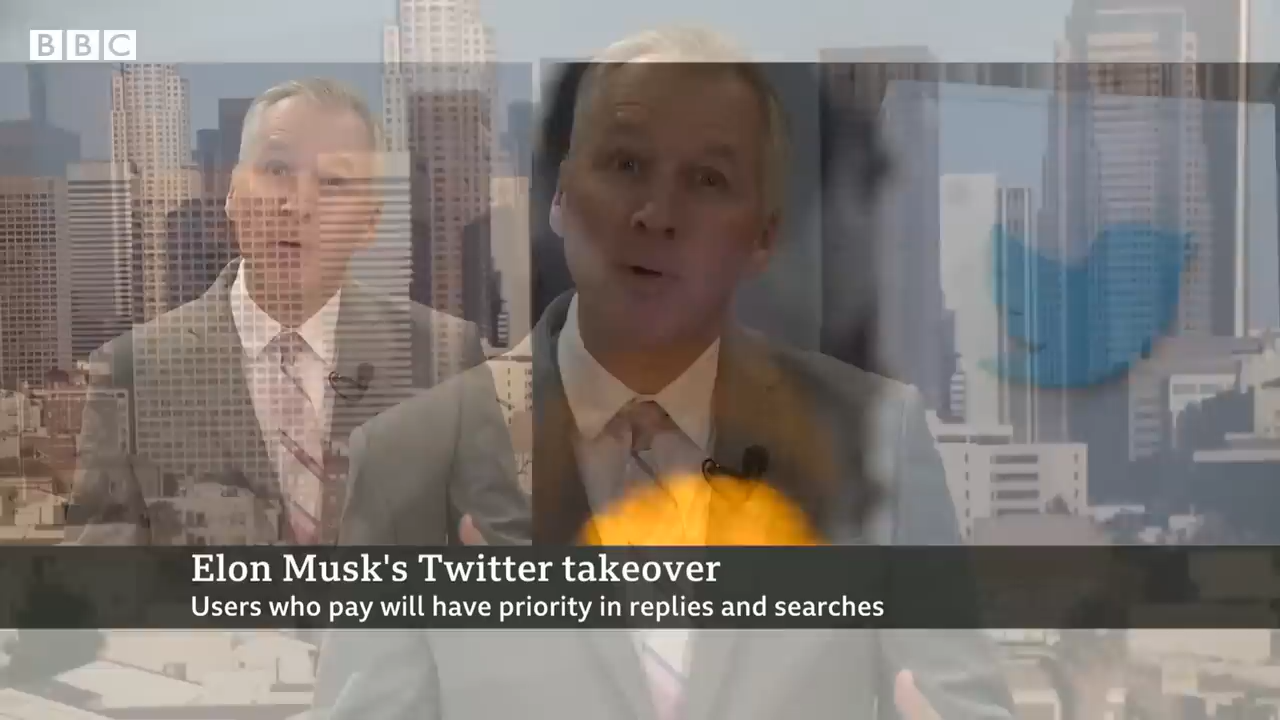 BBC
Elon Musk's Twitter takeover
Users who pay will have priority in replies and searches